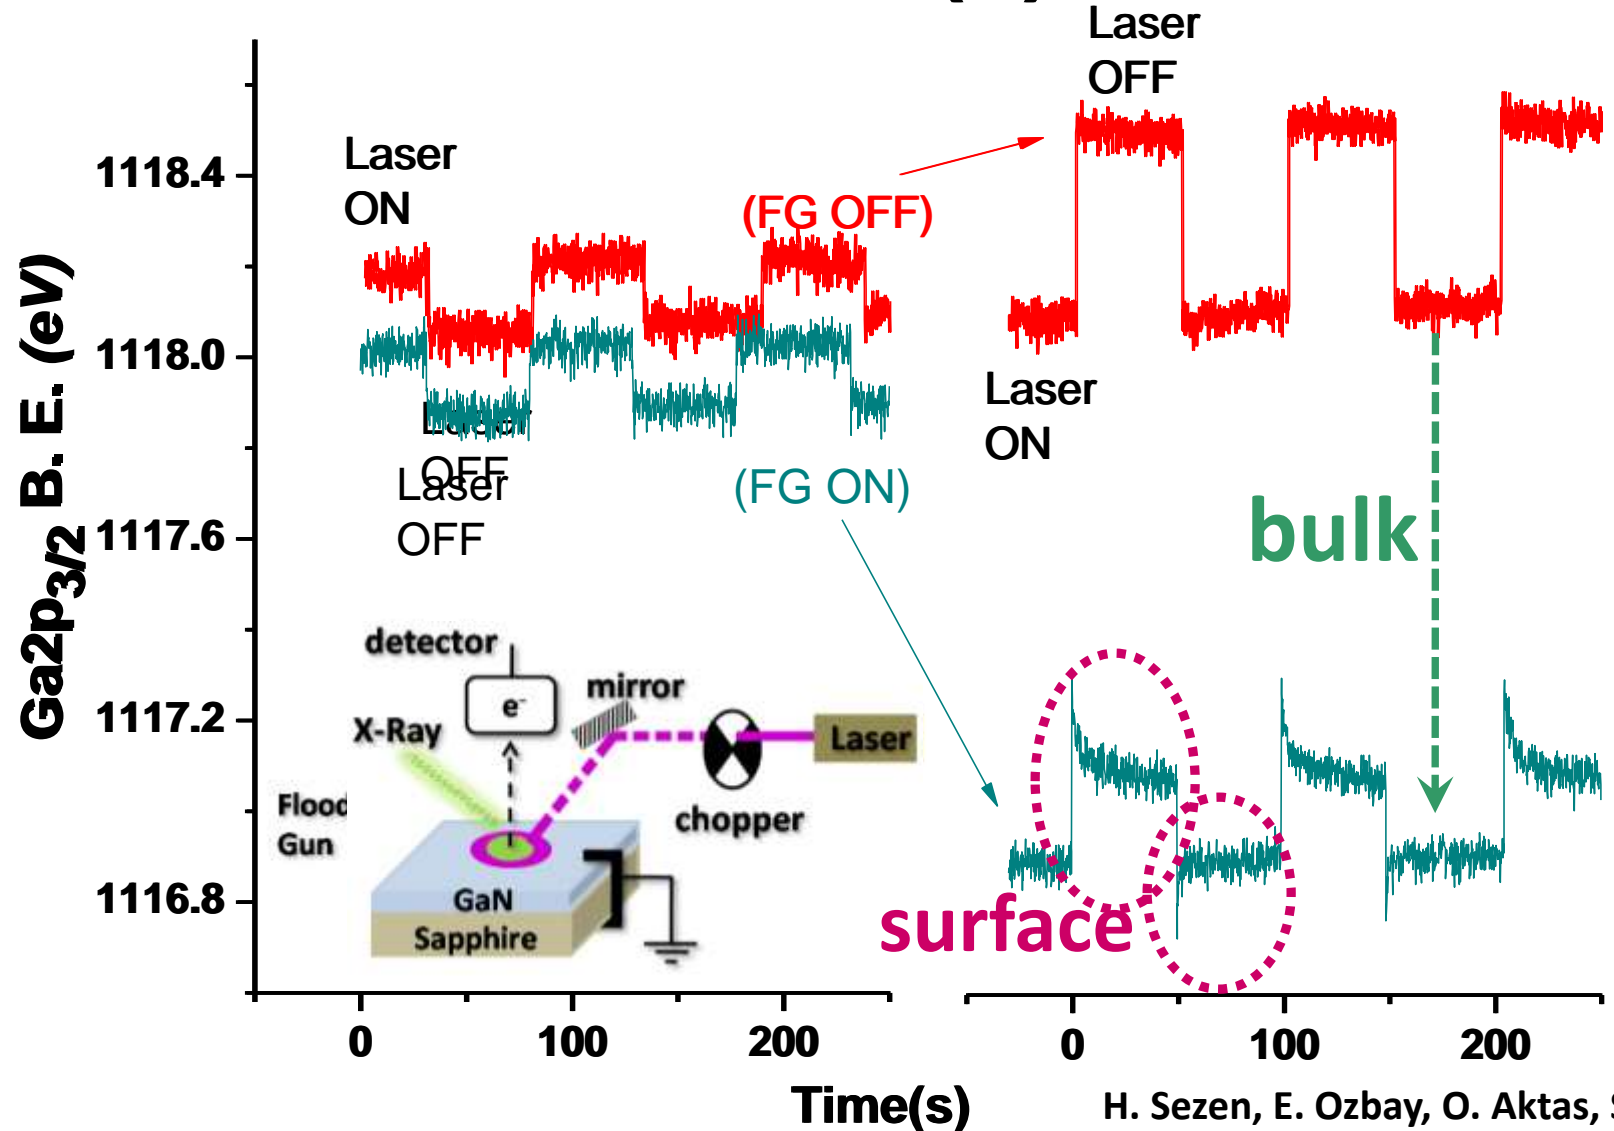 Laser
OFF
Laser
ON
1118.4
(FG OFF)
1118.0
Laser
ON
Laser
OFF
Laser
OFF
(FG ON)
1117.6
bulk
Ga2p3/2 B. E. (eV)
detector
e-
mirror
1117.2
X-Ray
Laser
Flood
Gun
chopper
GaN
1116.8
surface
Sapphire
0
100
200
0
100
200
Time(s)
H. Sezen, E. Ozbay, O. Aktas,